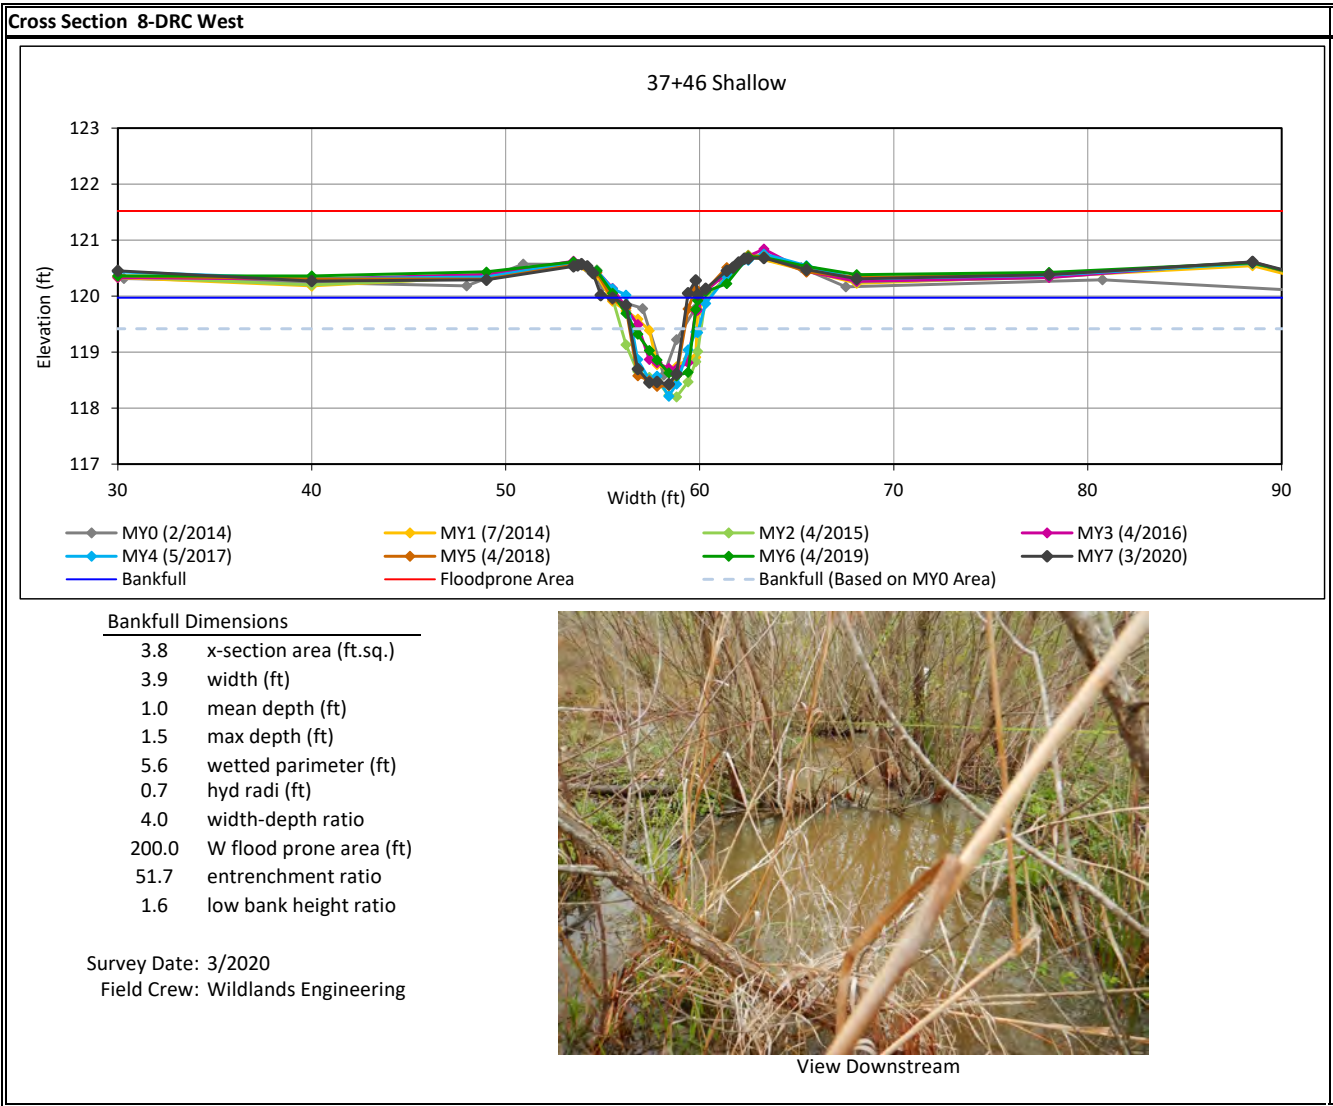 Cross Section 8-DRC West
37+46 Shallow
123
122
121
120
119
118
117
Elevation (ft)
30 40 50 60 70 80 90
Width (ft)
MY0 (2/2014) MY1 (7/2014) MY2 (4/2015) MY3 (4/2016)
MY4 (5/2017) MY5 (4/2018) MY6 (4/2019) MY7 (3/2020)
Bankfull Floodprone Area Bankfull (Based on MY0 Area)
Bankfull Dimensions
3.8 x-section area (ft.sq.)
3.9 width (ft)
1.0 mean depth (ft)
1.5 max depth (ft)
5.6 wetted parimeter (ft)
0.7 hyd radi (ft)
4.0 width-depth ratio
200.0 W flood prone area (ft)
51.7 entrenchment ratio
1.6 low bank height ratio
Survey Date: 3/2020
Field Crew: Wildlands Engineering
View Downstream